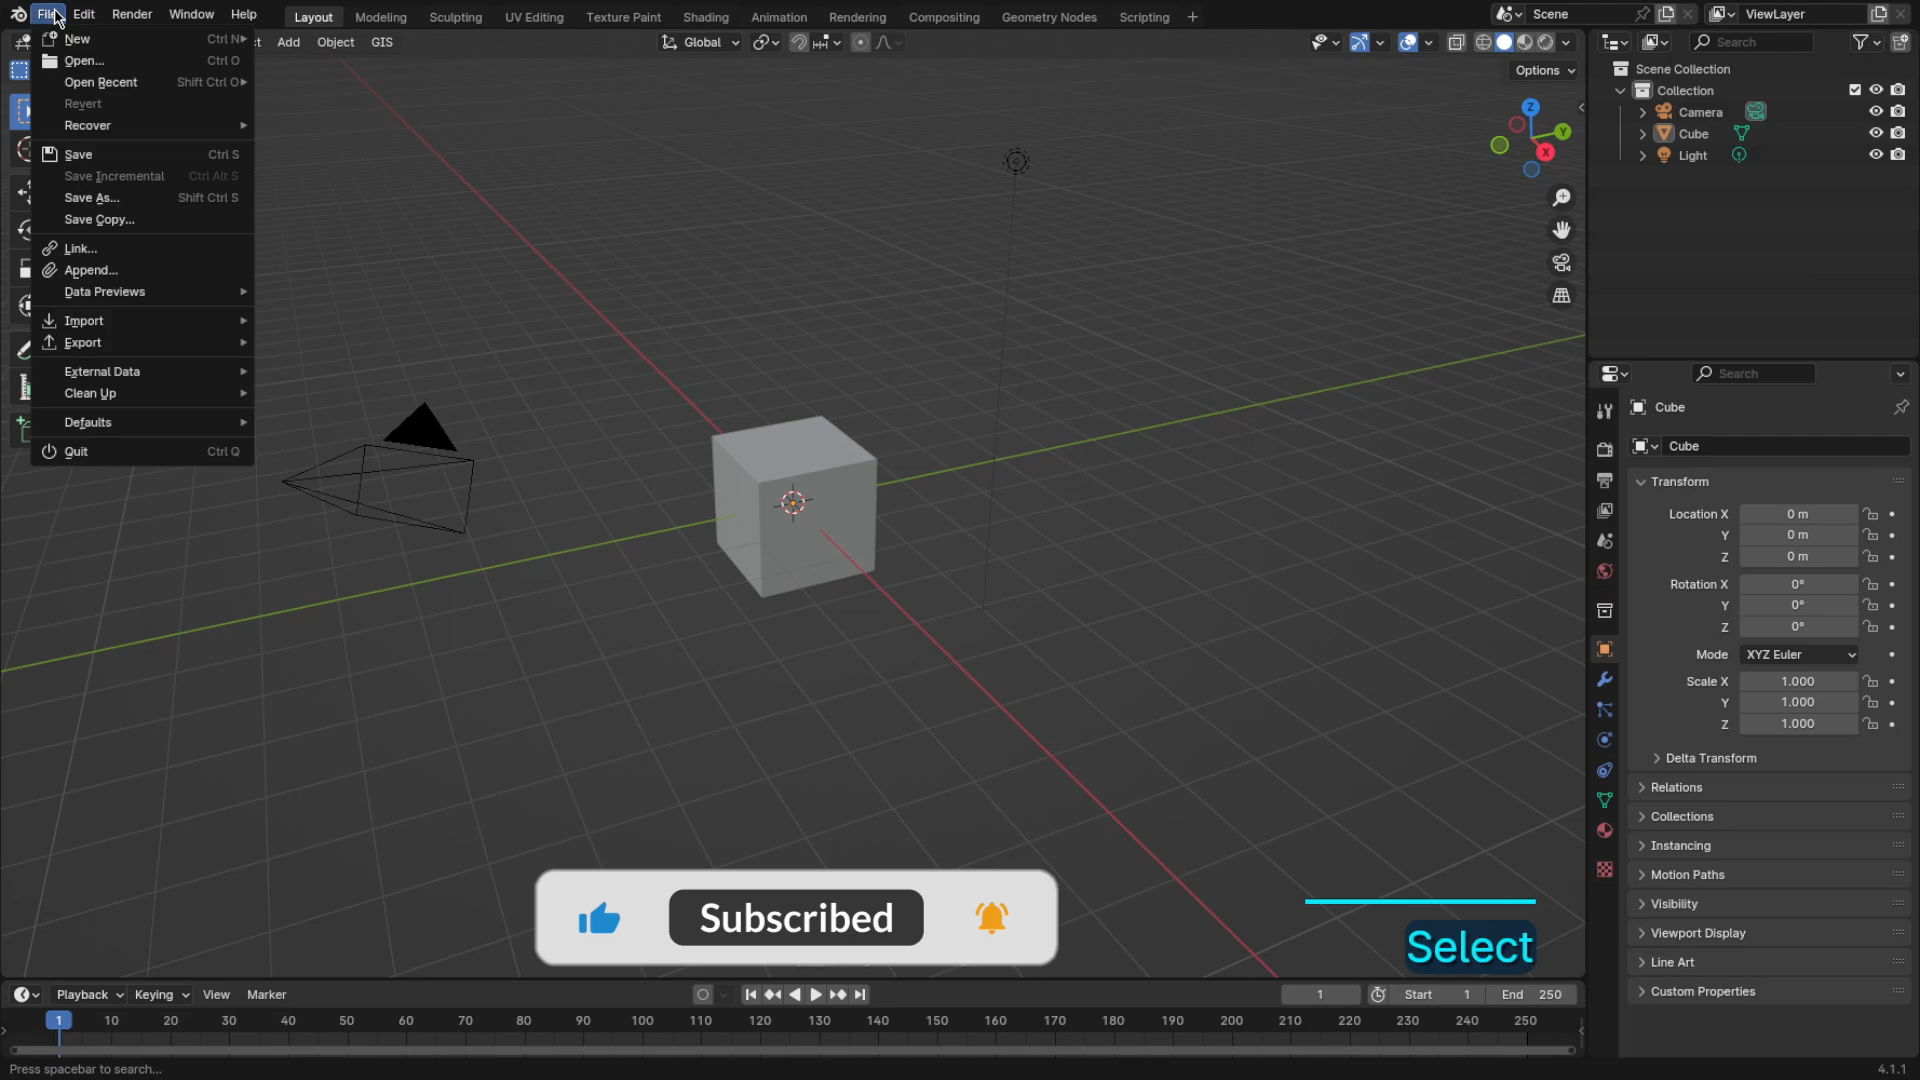 File Edit Render Window Help Layout Modeling Sculpting UV Editing Texture Paint Shading Animation Rendering Compositing Geometry Nodes Scripting + Scene ViewLayer
Add Object GIS Global
Options
New Ctrl N
Open... Ctrl O
Open Recent Shift Ctrl O
Revert
Recover
Save Ctrl S
Save Incremental Ctrl Alt S
Save As... Shift Ctrl S
Save Copy...
Link...
Append...
Data Previews
Import
Export
External Data
Clean Up
Defaults
Quit Ctrl Q
Z
Y
X
Search
Scene Collection
Collection
Camera
Cube
Light
Search
Cube
Cube
Transform
Location X 0 m
Y 0 m
Z 0 m
Rotation X 0°
Y 0°
Z 0°
Mode XYZ Euler
Scale X 1.000
Y 1.000
Z 1.000
Delta Transform
Relations
Collections
Instancing
Motion Paths
Visibility
Viewport Display
Line Art
Custom Properties
Subscribed
Select
Playback Keying View Marker 1 Start 1 End 250
1 10 20 30 40 50 60 70 80 90 100 110 120 130 140 150 160 170 180 190 200 210 220 230 240 250
Press spacebar to search... 4.1.1